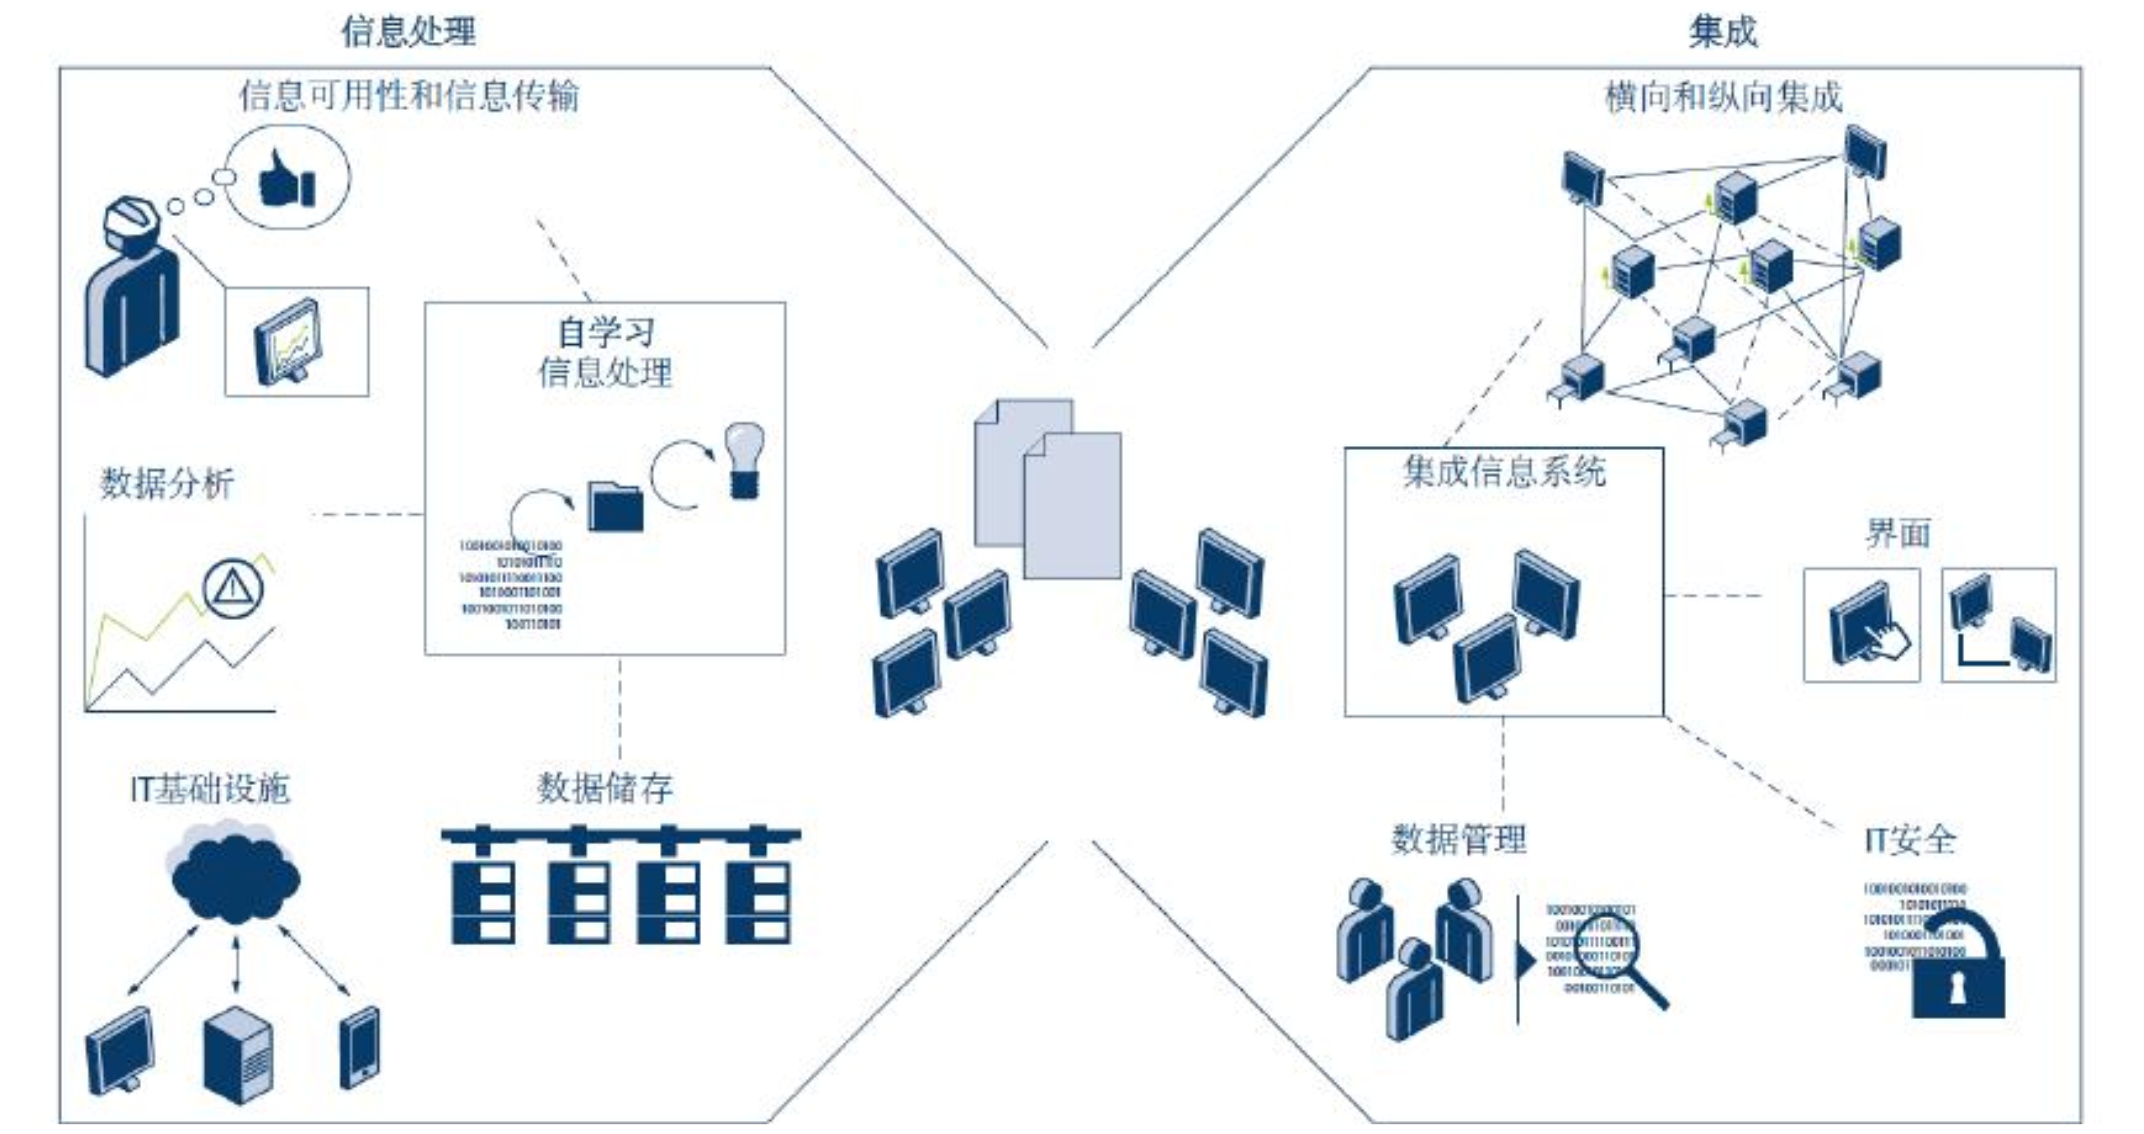 信息处理
集成
信息可用性和信息传输
横向和纵向集成
自学习
信息处理
数据分析
集成信息系统
界面
IT基础设施
数据储存
数据管理
IT安全